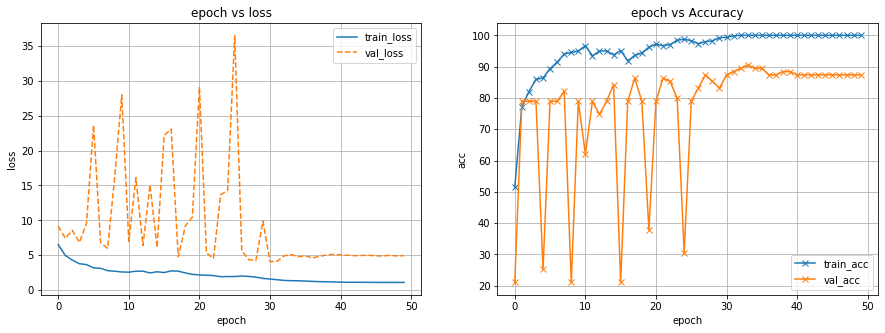 epoch vs loss
train_loss
val_loss
35
30
25
20
15
10
5
0
loss
0 10 20 30 40 50
epoch
epoch vs Accuracy
100
90
80
70
60
50
40
30
20
acc
train_acc
val_acc
0 10 20 30 40 50
epoch